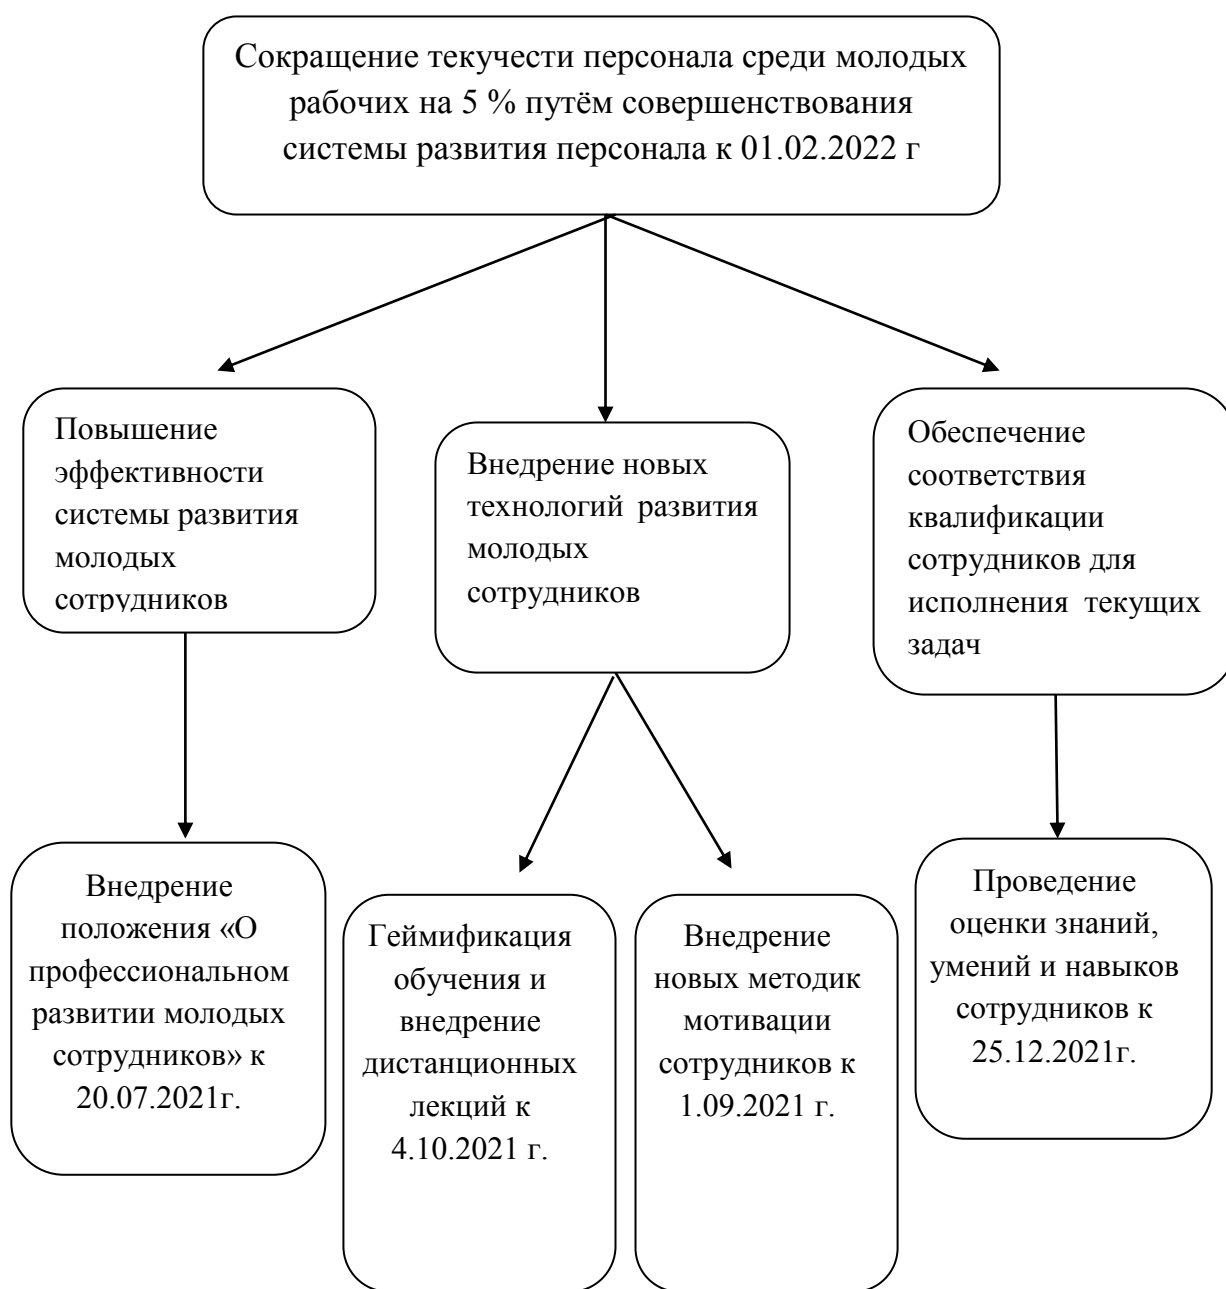 Сокращение текучести персонала среди молодых
рабочих на 5 % путём совершенствования
системы развития персонала к 01.02.2022 г
Повышение
эффективности
системы развития
молодых
сотрудников
Внедрение новых
технологий развития
молодых
сотрудников
Обеспечение
соответствия
квалификации
сотрудников для
исполнения текущих
задач
Внедрение
положения «О
профессиональном
развитии молодых
сотрудников» к
20.07.2021г.
Геймификация
обучения и
внедрение
дистанционных
лекций к
4.10.2021 г.
Внедрение
новых методик
мотивации
сотрудников к
1.09.2021 г.
Проведение
оценки знаний,
умений и навыков
сотрудников к
25.12.2021г.